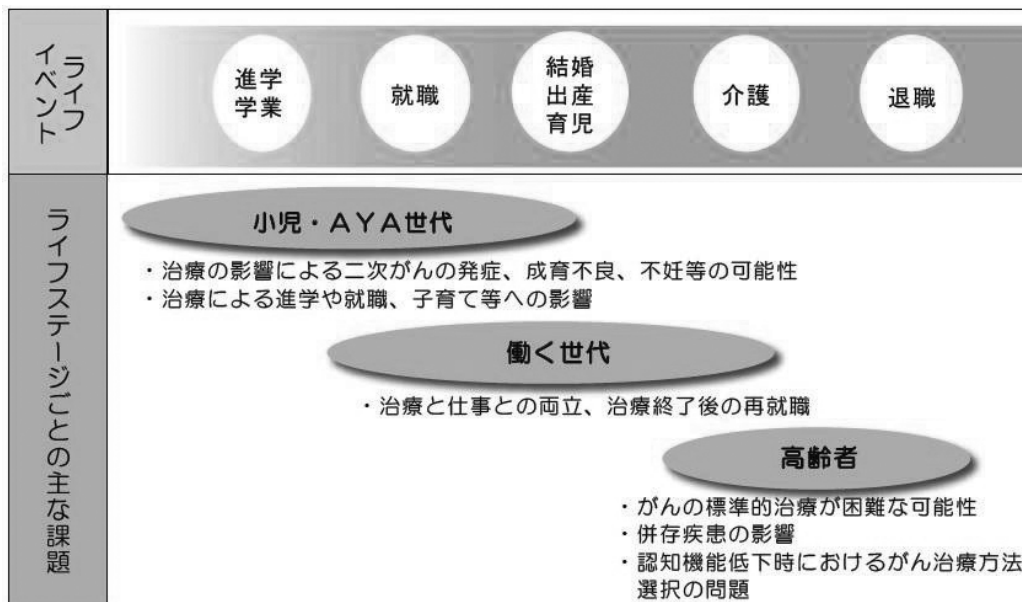 ライフ
イベント
進学
学業
就職
結婚
出産
育児
介護
退職
ライフステージごとの主な課題
小児・AYA世代
・治療の影響による二次がんの発症、成育不良、不妊等の可能性
・治療による進学や就職、子育て等への影響
働く世代
・治療と仕事との両立、治療終了後の再就職
高齢者
・がんの標準的治療が困難な可能性
・併存疾患の影響
・認知機能低下時におけるがん治療方法
選択の問題